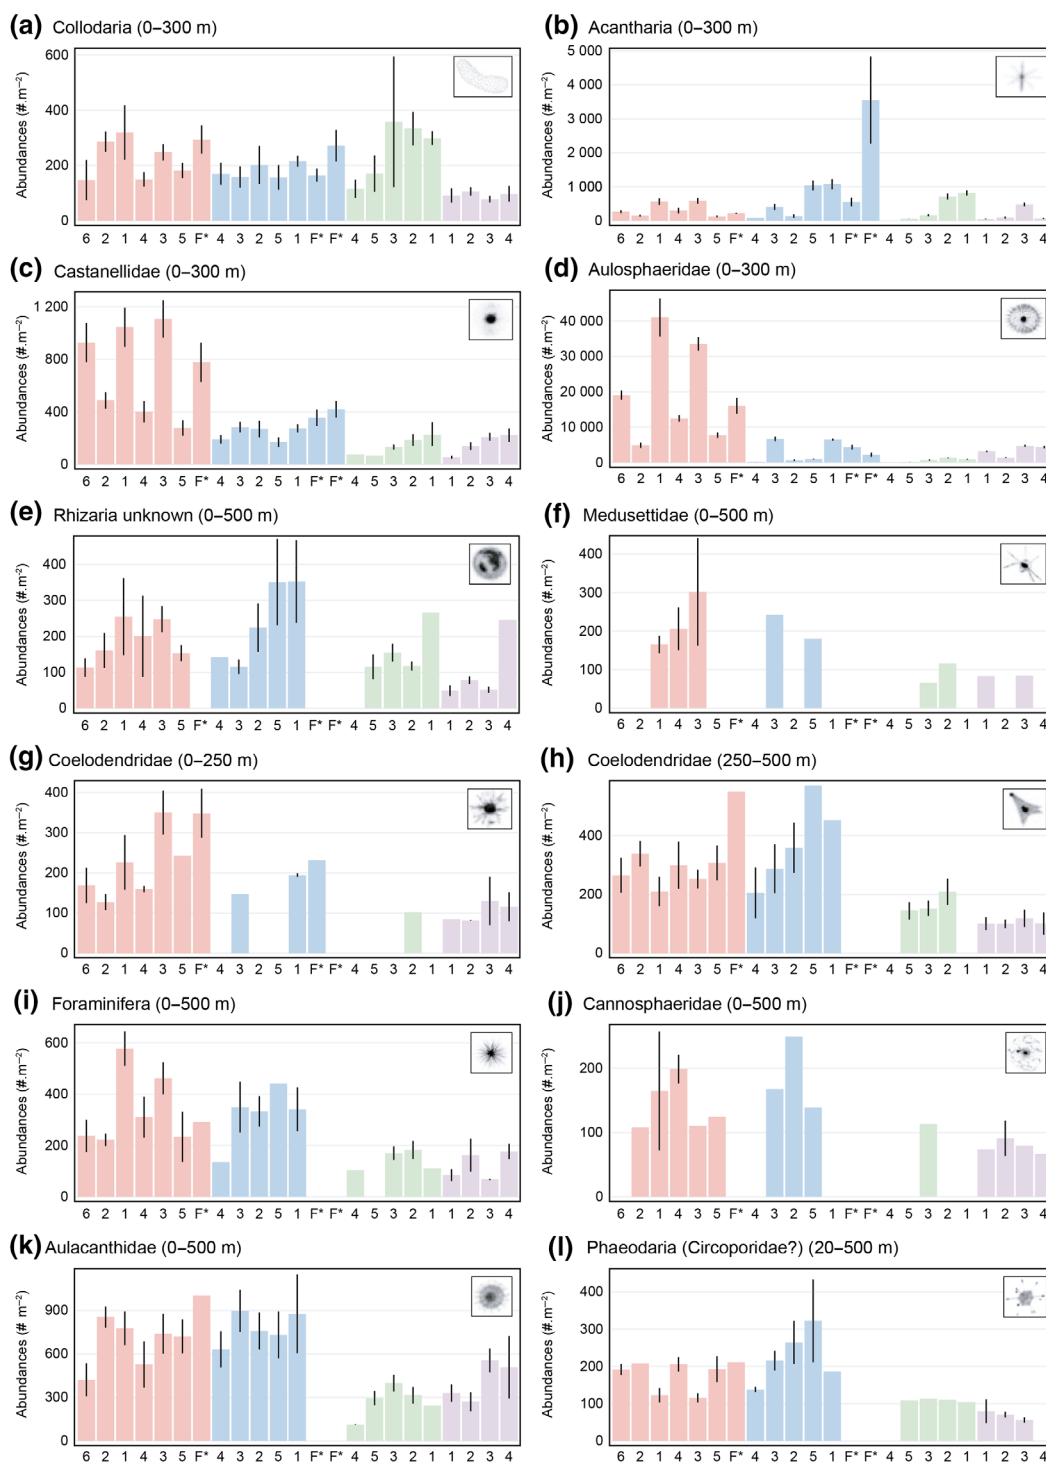 (a) Collodaria (0–300 m)
Abundances (#.m–2)
600
400
200
0
6 2 1 4 3 5 F* 4 3 2 5 1 F* F* 4 5 3 2 1 1 2 3 4
(b) Acantharia (0–300 m)
Abundances (#.m–2)
5 000
4 000
3 000
2 000
1 000
0
6 2 1 4 3 5 F* 4 3 2 5 1 F* F* 4 5 3 2 1 1 2 3 4
(c) Castanellidae (0–300 m)
Abundances (#.m–2)
1 200
800
400
0
6 2 1 4 3 5 F* 4 3 2 5 1 F* F* 4 5 3 2 1 1 2 3 4
(d) Aulosphaeridae (0–300 m)
Abundances (#.m–2)
40 000
30 000
20 000
10 000
0
6 2 1 4 3 5 F* 4 3 2 5 1 F* F* 4 5 3 2 1 1 2 3 4
(e) Rhizaria unknown (0–500 m)
Abundances (#.m–2)
400
300
200
100
0
6 2 1 4 3 5 F* 4 3 2 5 1 F* F* 4 5 3 2 1 1 2 3 4
(f) Medusettidae (0–500 m)
Abundances (#.m–2)
400
300
200
100
0
6 2 1 4 3 5 F* 4 3 2 5 1 F* F* 4 5 3 2 1 1 2 3 4
(g) Coelodendridae (0–250 m)
Abundances (#.m–2)
400
300
200
100
0
6 2 1 4 3 5 F* 4 3 2 5 1 F* F* 4 5 3 2 1 1 2 3 4
(h) Coelodendridae (250–500 m)
Abundances (#.m–2)
400
200
0
6 2 1 4 3 5 F* 4 3 2 5 1 F* F* 4 5 3 2 1 1 2 3 4
(i) Foraminifera (0–500 m)
Abundances (#.m–2)
600
400
200
0
6 2 1 4 3 5 F* 4 3 2 5 1 F* F* 4 5 3 2 1 1 2 3 4
(j) Cannosphaeridae (0–500 m)
Abundances (#.m–2)
200
100
0
6 2 1 4 3 5 F* 4 3 2 5 1 F* F* 4 5 3 2 1 1 2 3 4
(k) Aulacanthidae (0–500 m)
Abundances (#.m–2)
900
600
300
0
6 2 1 4 3 5 F* 4 3 2 5 1 F* F* 4 5 3 2 1 1 2 3 4
(l) Phaeodaria (Circoporidae?) (20–500 m)
Abundances (#.m–2)
400
300
200
100
0
6 2 1 4 3 5 F* 4 3 2 5 1 F* F* 4 5 3 2 1 1 2 3 4